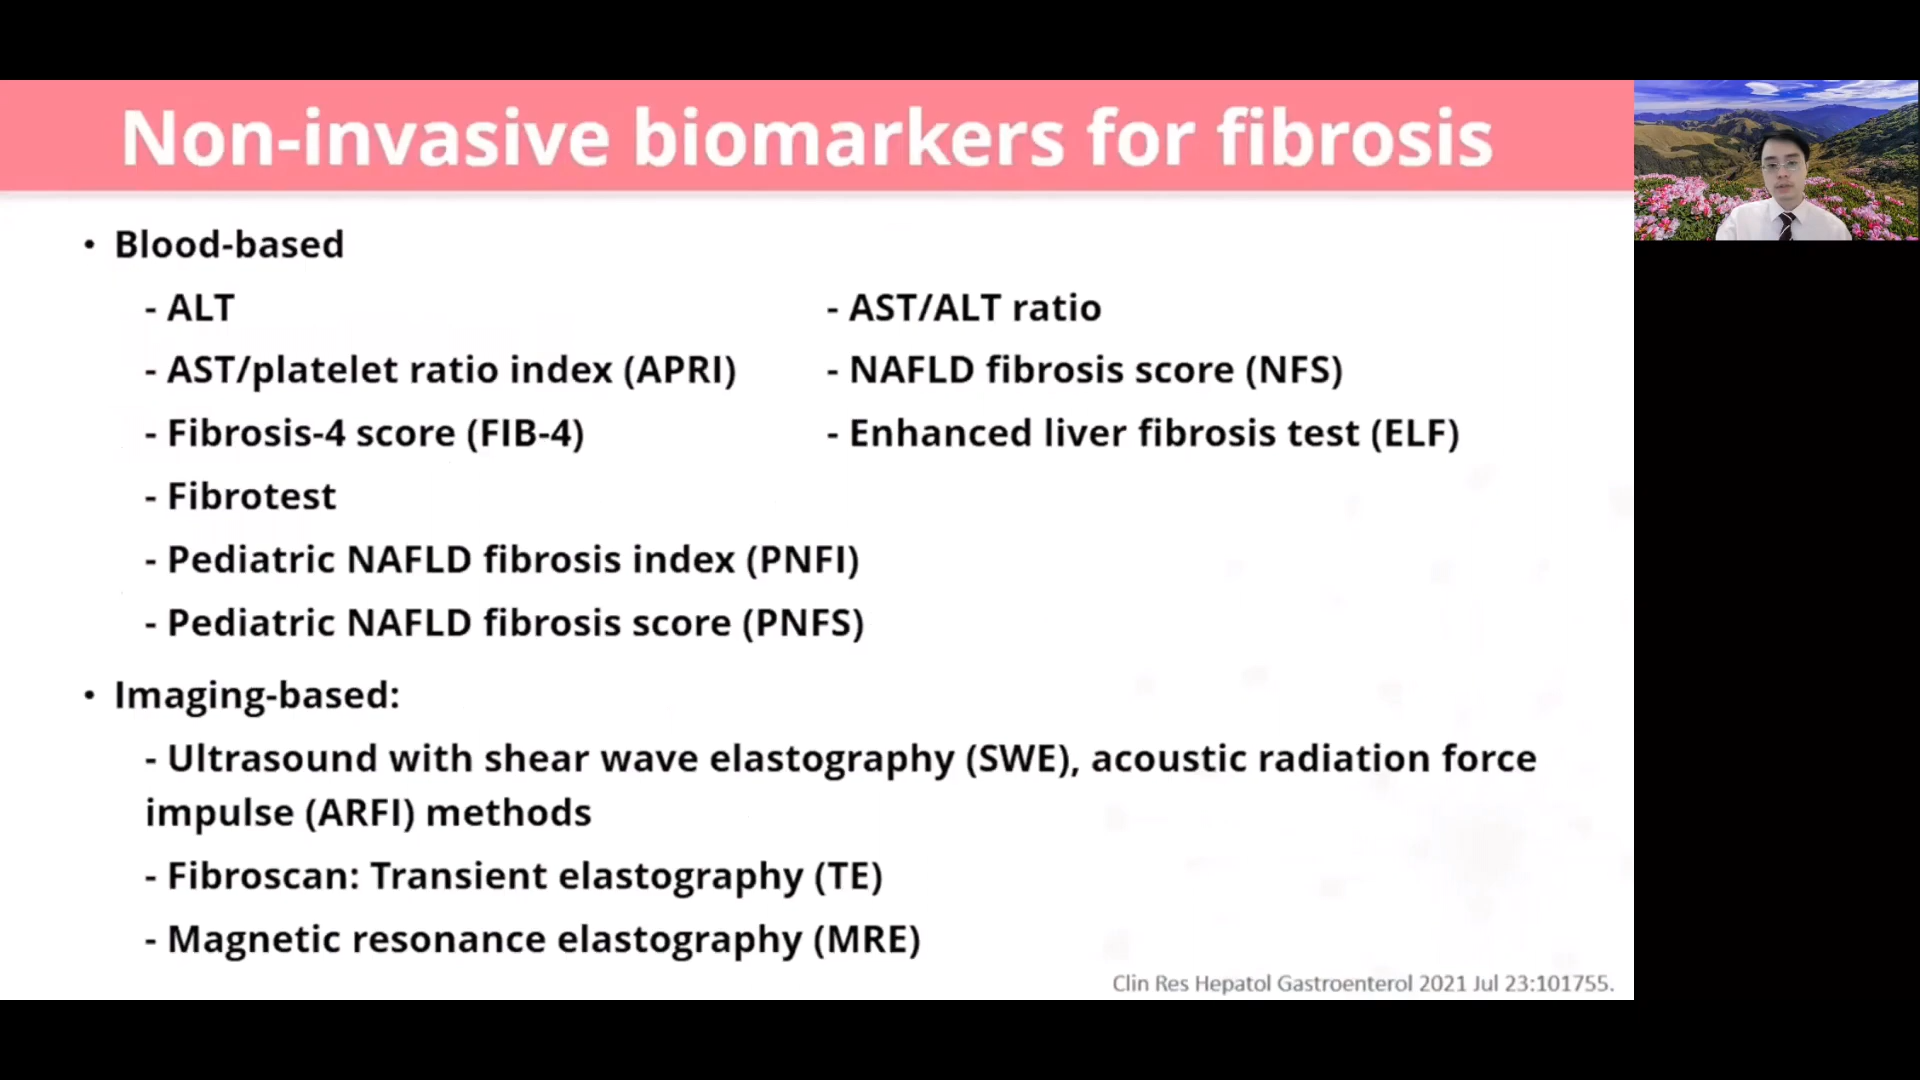 Non-invasive biomarkers for fibrosis
• Blood-based
- ALT
- AST/ALT ratio
- AST/platelet ratio index (APRI)
- NAFLD fibrosis score (NFS)
- Fibrosis-4 score (FIB-4)
- Enhanced liver fibrosis test (ELF)
- Fibrotest
- Pediatric NAFLD fibrosis index (PNFI)
- Pediatric NAFLD fibrosis score (PNFS)
• Imaging-based:
- Ultrasound with shear wave elastography (SWE), acoustic radiation force
impulse (ARFI) methods
- Fibroscan: Transient elastography (TE)
- Magnetic resonance elastography (MRE)
Clin Res Hepatol Gastroenterol 2021 Jul 23:101755.